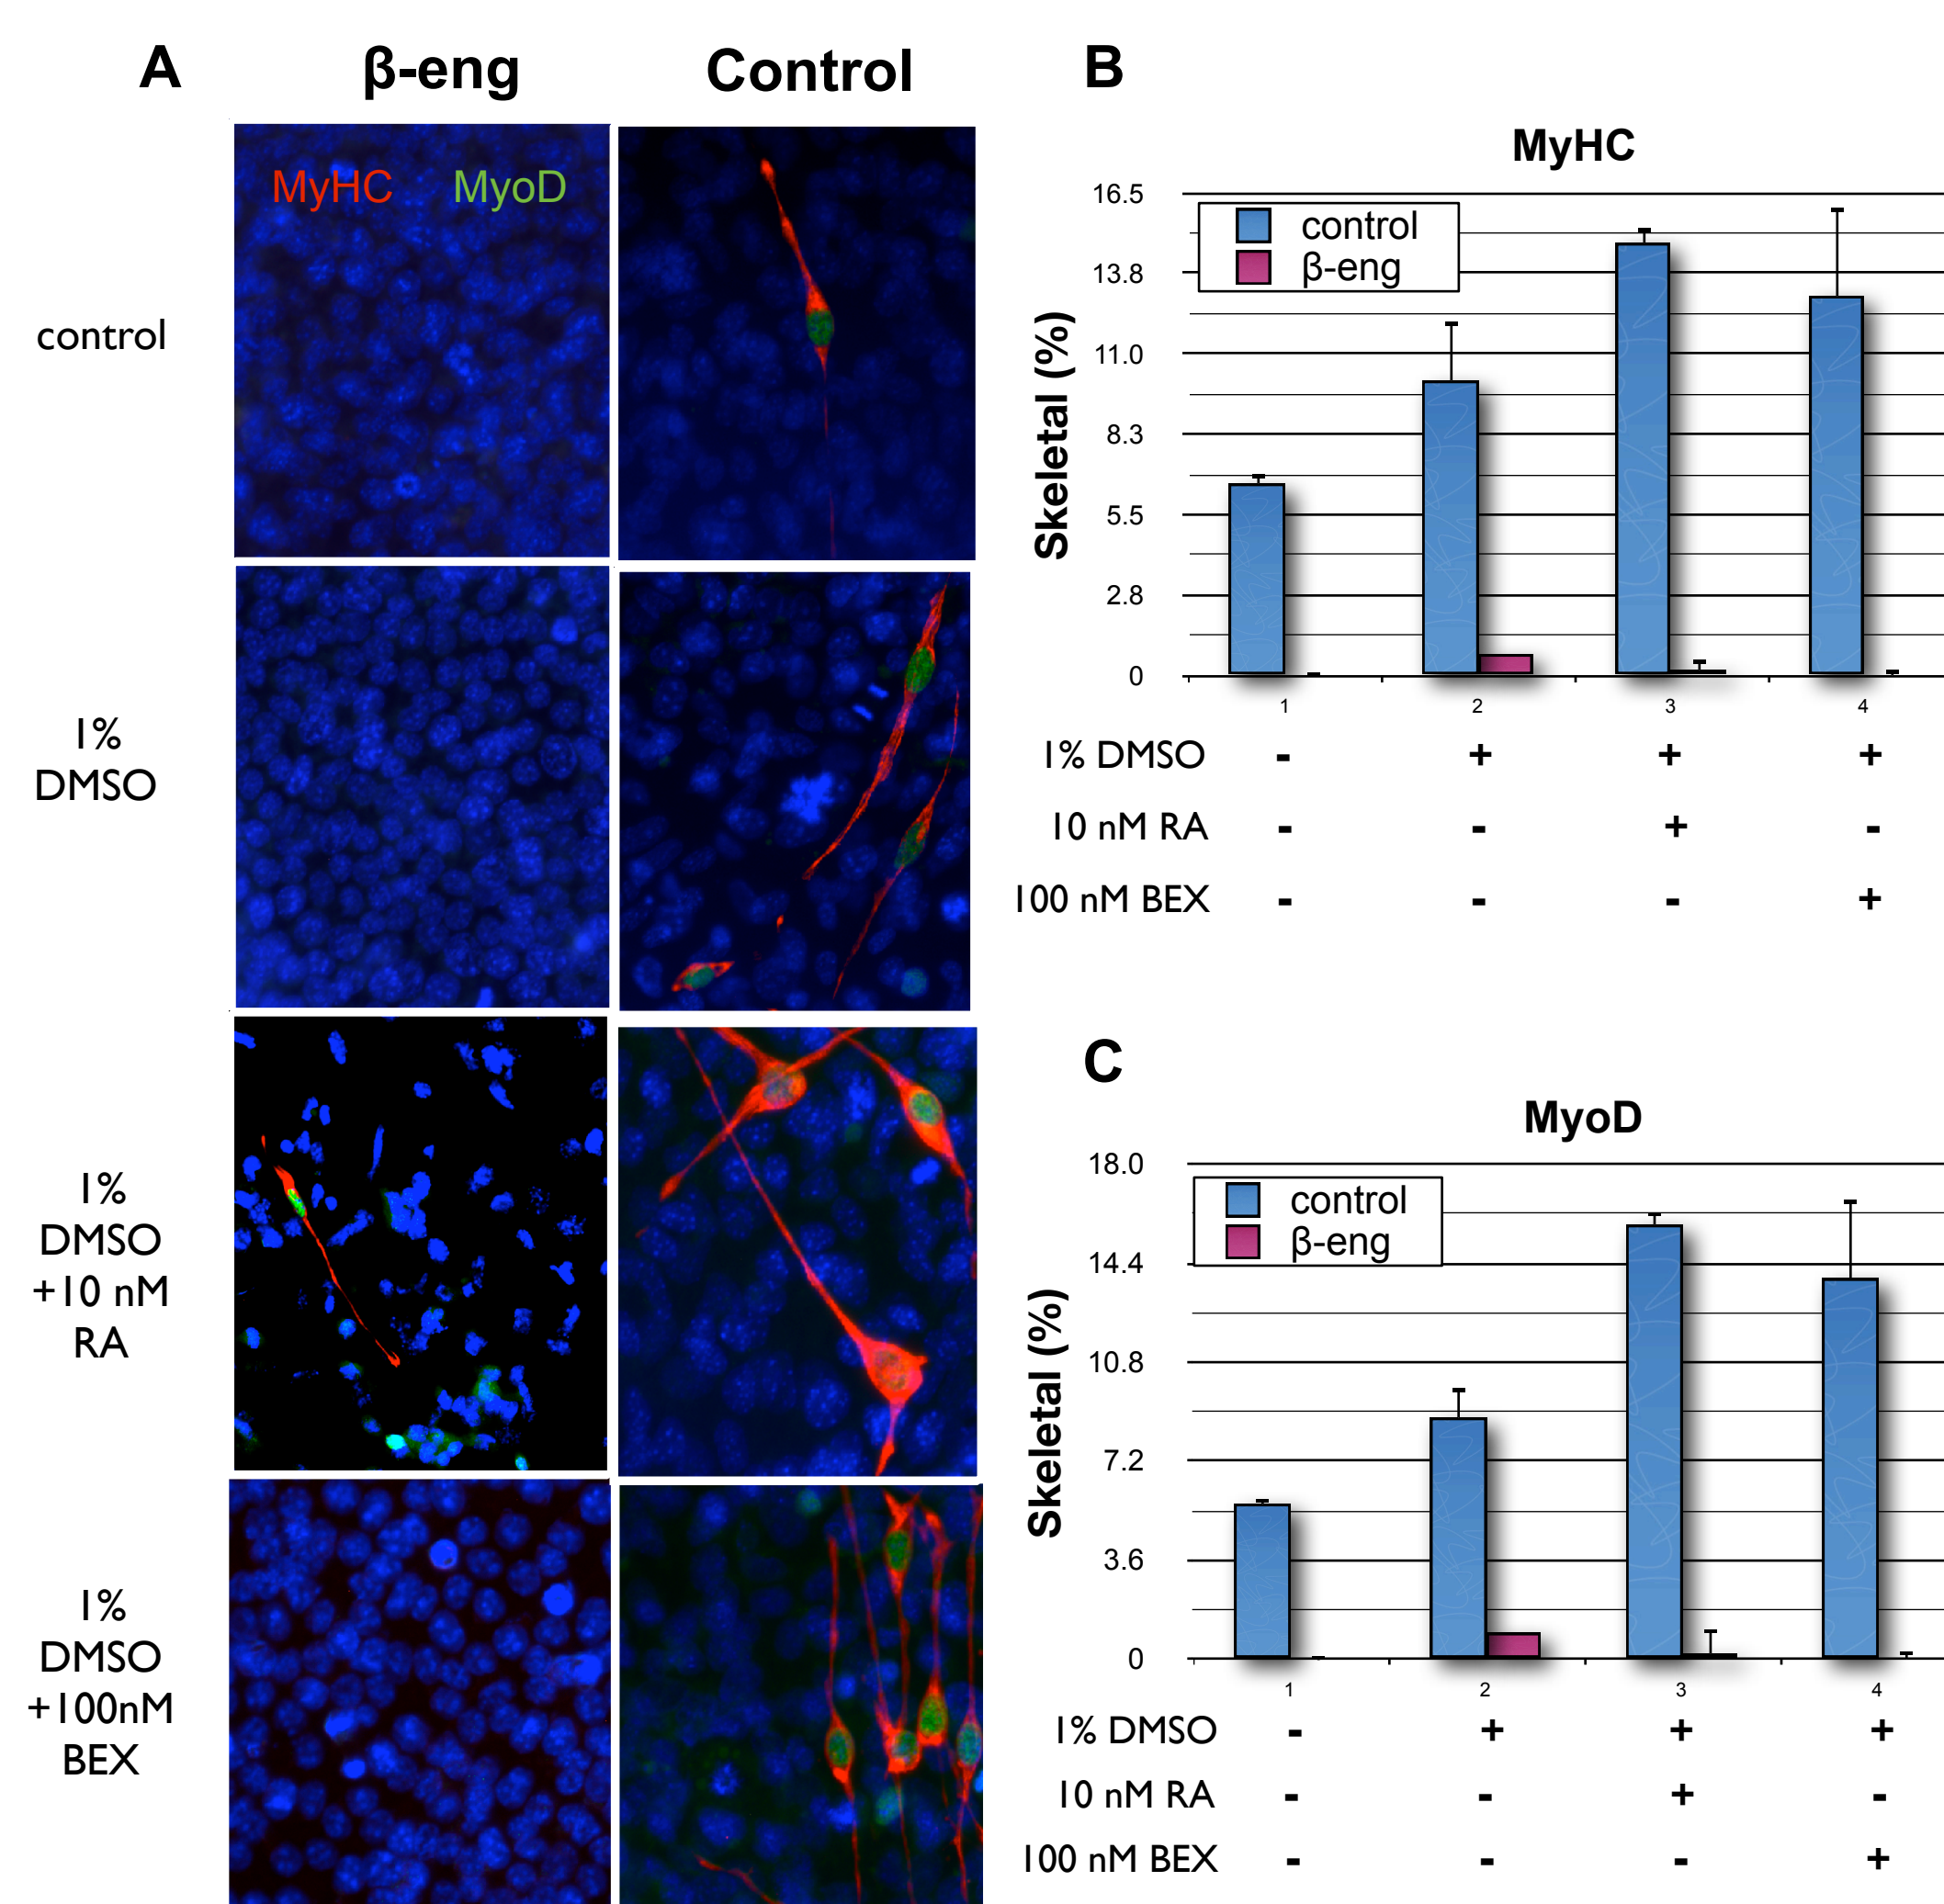 A
β-eng
Control
MyHC MyoD
control
1%
DMSO
1%
DMSO
+10 nM
RA
1%
DMSO
+100nM
BEX
B
MyHC
Skeletal (%)
16.5
13.8
11.0
8.3
5.5
2.8
0
control
β-eng
1 2 3 4
1% DMSO - + + +
10 nM RA - - + -
100 nM BEX - - - +
C
MyoD
Skeletal (%)
18.0
14.4
10.8
7.2
3.6
0
control
β-eng
1 2 3 4
1% DMSO - + + +
10 nM RA - - + -
100 nM BEX - - - +